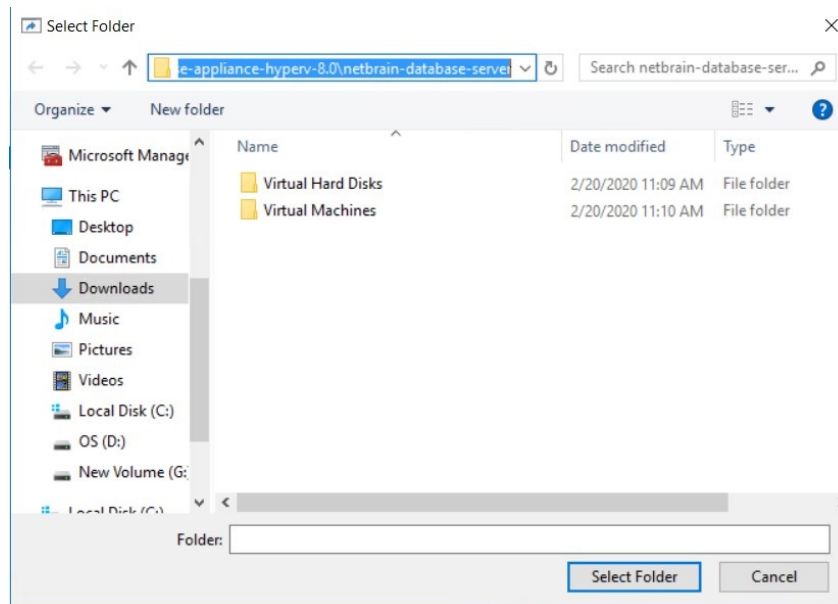 Select Folder
e-appliance-hyperv-8.0\netbrain-database-server
Search netbrain-database-ser...
Organize
New folder
Name
Date modified
Type
Virtual Hard Disks
2/20/2020 11:09 AM
File folder
Virtual Machines
2/20/2020 11:10 AM
File folder
Microsoft Manage
This PC
Desktop
Documents
Downloads
Music
Pictures
Videos
Local Disk (C:)
OS (D:)
New Volume (G:
Local Disk (C:)
Folder:
Select Folder
Cancel